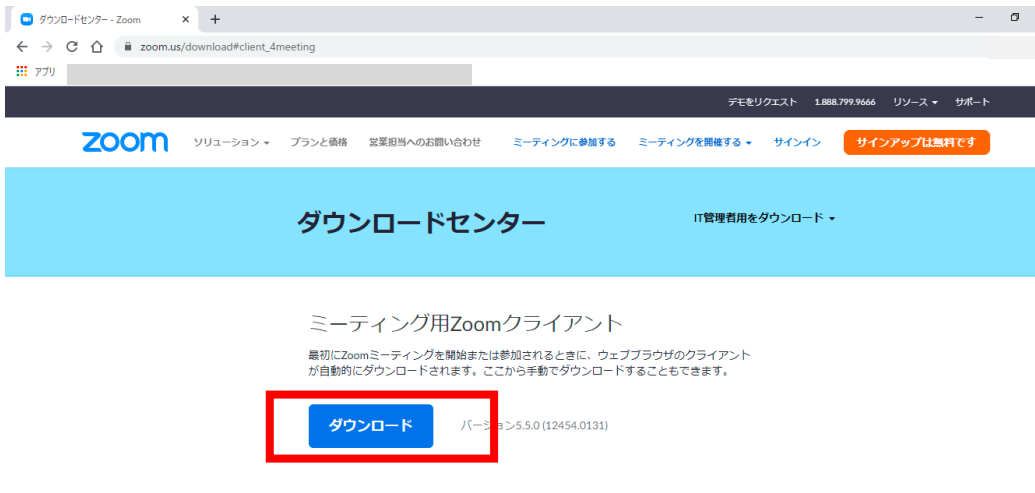 ダウンロードセンター - Zoom
zoom.us/download#client_4meeting
アプリ
デモをリクエスト 1.888.799.9666 リソース サポート
zoom ソリューション プランと価格 営業担当へのお問い合わせ ミーティングに参加する ミーティングを開催する サインイン サインアップは無料です
ダウンロードセンター IT管理者用をダウンロード
ミーティング用Zoomクライアント
最初にZoomミーティングを開始または参加されるときに、ウェブブラウザのクライアント
が自動的にダウンロードされます。ここから手動でダウンロードすることもできます。
ダウンロード バージョン5.5.0 (12454.0131)